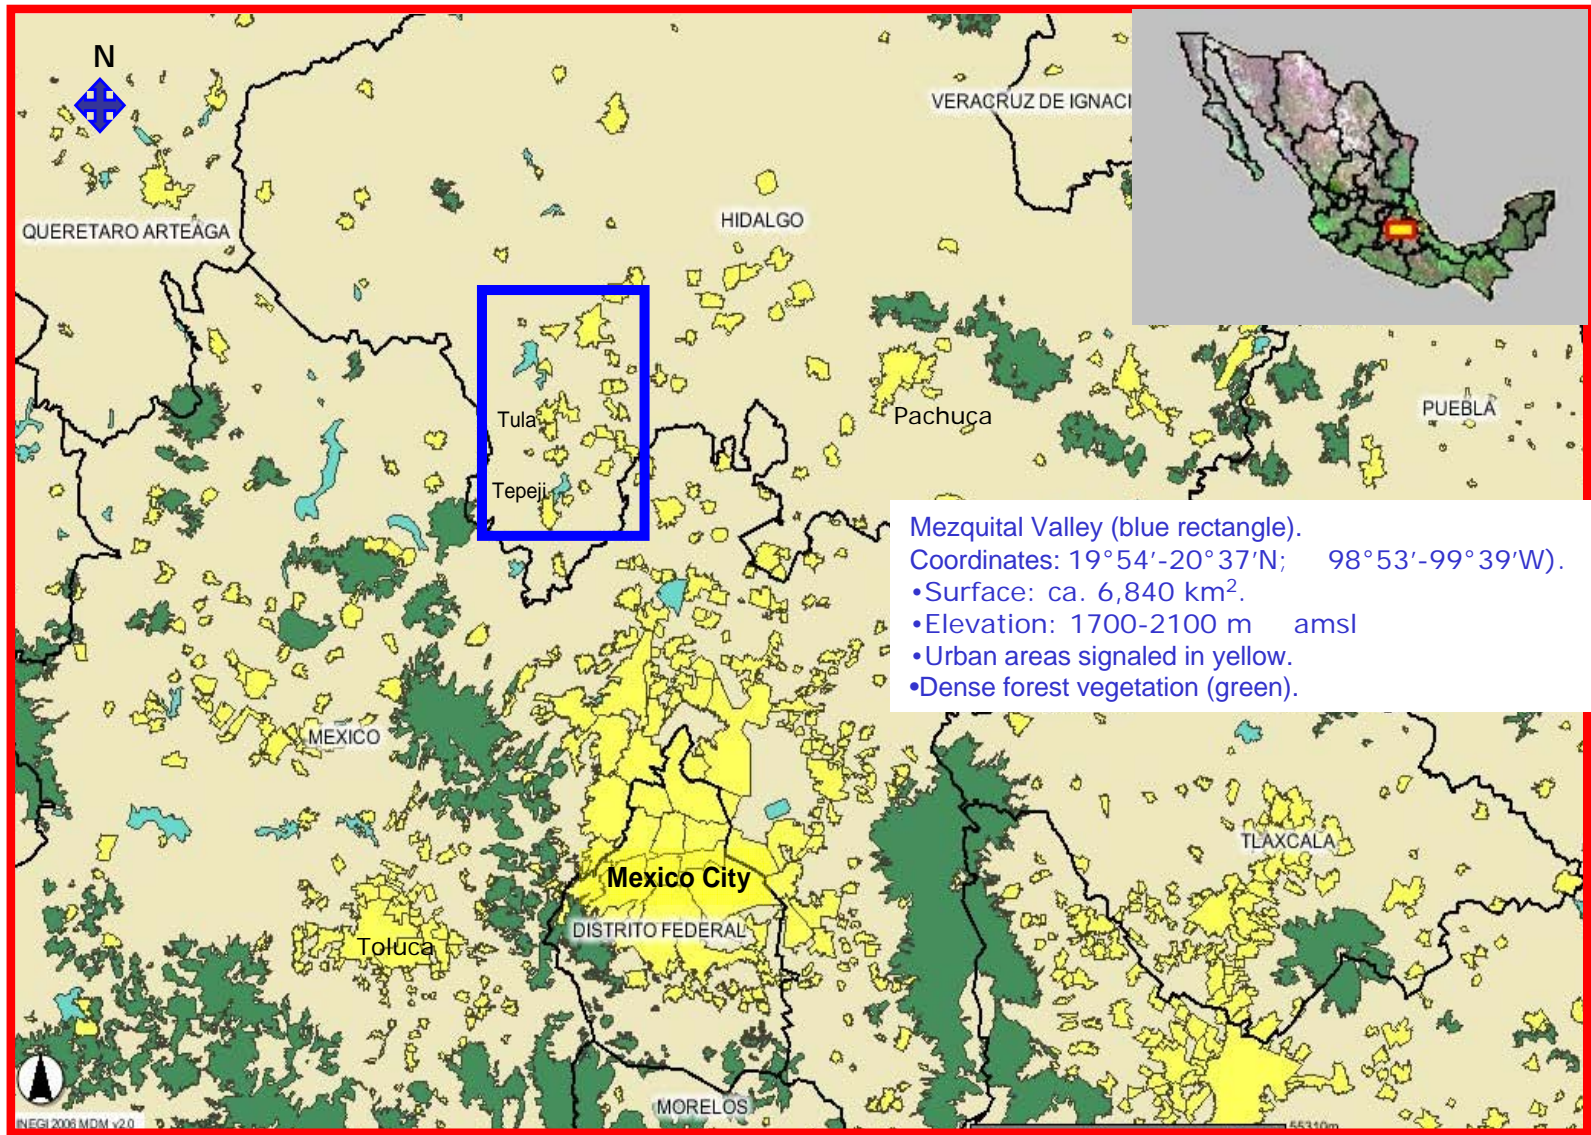 N
VERACRUZ DE IGNACI
QUERETARO ARTEAGA
HIDALGO
Tula
Pachuca
PUEBLA
Tepeji
Mezquital Valley (blue rectangle).
Coordinates: 19°54′-20°37′N; 98°53′-99°39′W).
•Surface: ca. 6,840 km².
•Elevation: 1700-2100 m amsl
•Urban areas signaled in yellow.
•Dense forest vegetation (green).
MEXICO
TLAXCALA
Mexico City
DISTRITO FEDERAL
Toluca
MORELOS
INEGI 2006 MDM v2.0
55310m